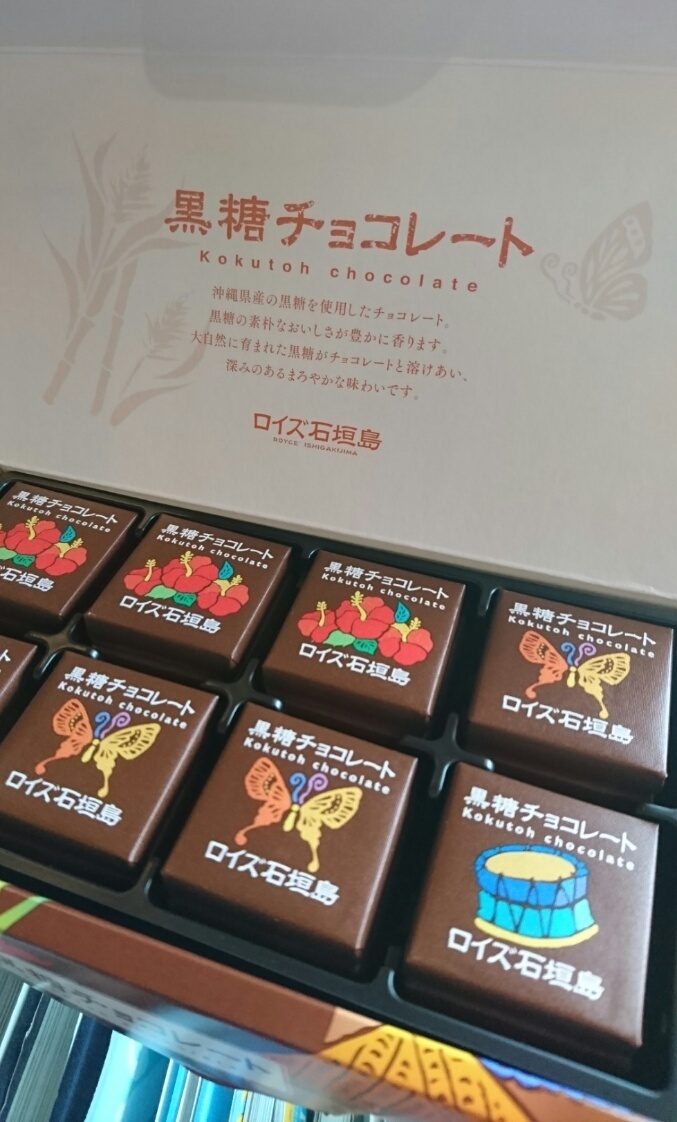 黒糖チョコレート
Kokutoh chocolate
沖縄県産の黒糖を使用したチョコレート。
黒糖の素朴なおいしさが豊かに香ります。
大自然に育まれた黒糖がチョコレートと溶けあい、
深みのあるまろやかな味わいです。
ロイズ石垣島
ROYCE' ISHIGAKIJIMA
黒糖チョコレート
Kokutoh chocolate
ロイズ石垣島
黒糖チョコレート
Kokutoh chocolate
ロイズ石垣島
黒糖チョコレート
Kokutoh chocolate
ロイズ石垣島
黒糖チョコレート
Kokutoh chocolate
ロイズ石垣島
黒糖チョコレート
Kokutoh chocolate
ロイズ石垣島
黒糖チョコレート
Kokutoh chocolate
ロイズ石垣島
黒糖チョコレート
Kokutoh chocolate
ロイズ石垣島